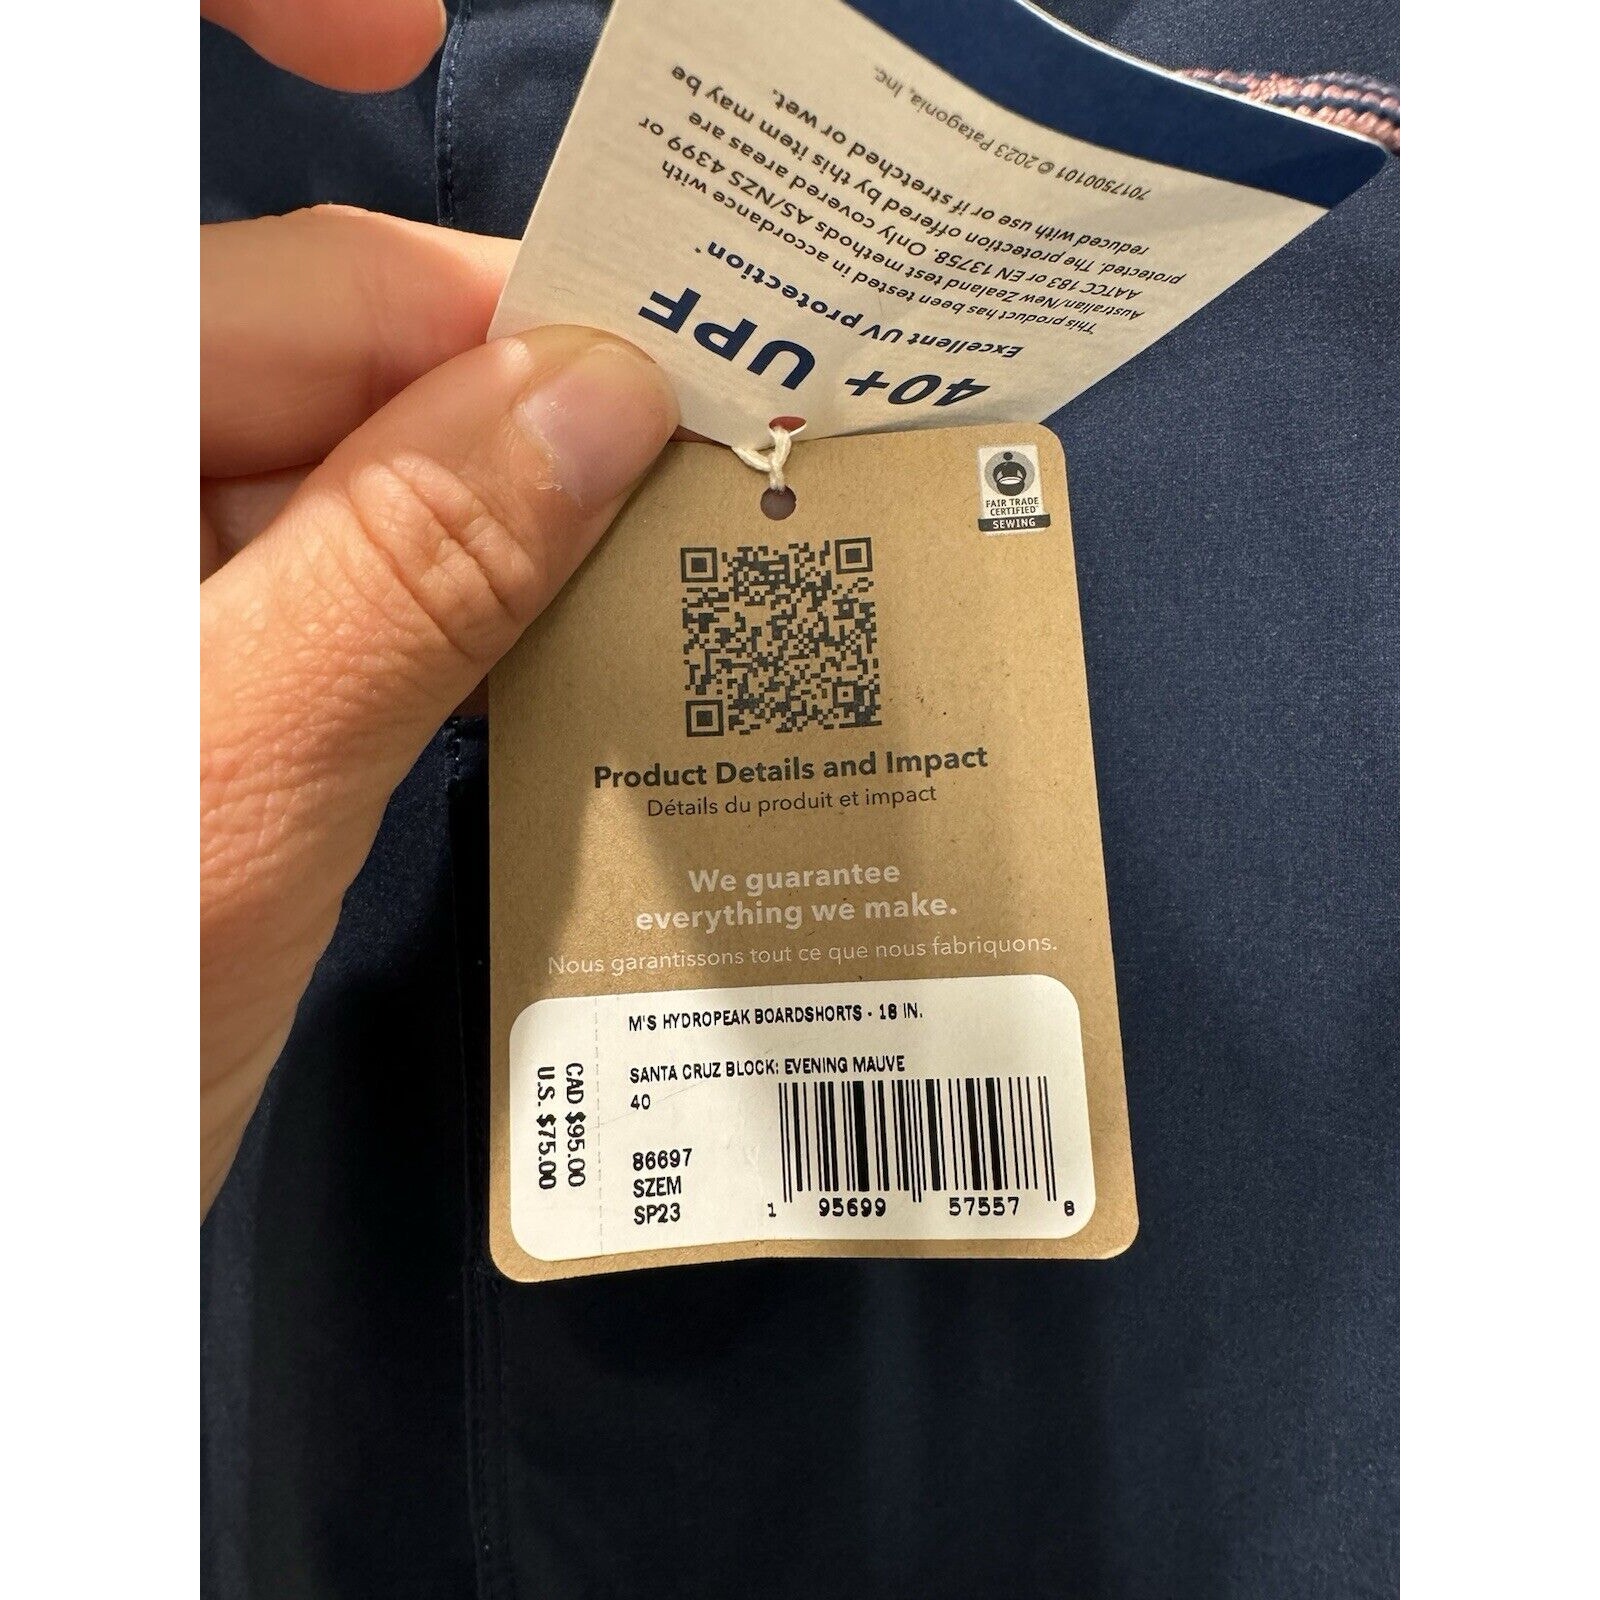 40+ UPF
Excellent UV protection*
This product has been tested in accordance with
Australian/New Zealand test methods AS/NZS 4399 or
AATCC 183 or EN 13758. Only covered areas are
protected. The protection offered by this item may be
reduced with use or if stretched or wet.
7017500101 © 2023 Patagonia, Inc.
FAIR TRADE
CERTIFIED
SEWING
Product Details and Impact
Détails du produit et impact
We guarantee
everything we make.
Nous garantissons tout ce que nous fabriquons.
M'S HYDROPEAK BOARDSHORTS - 18 IN.
SANTA CRUZ BLOCK: EVENING MAUVE
40
86697
SZEM
SP23
CAD $95.00
U.S. $75.00
1 95699 57557 8